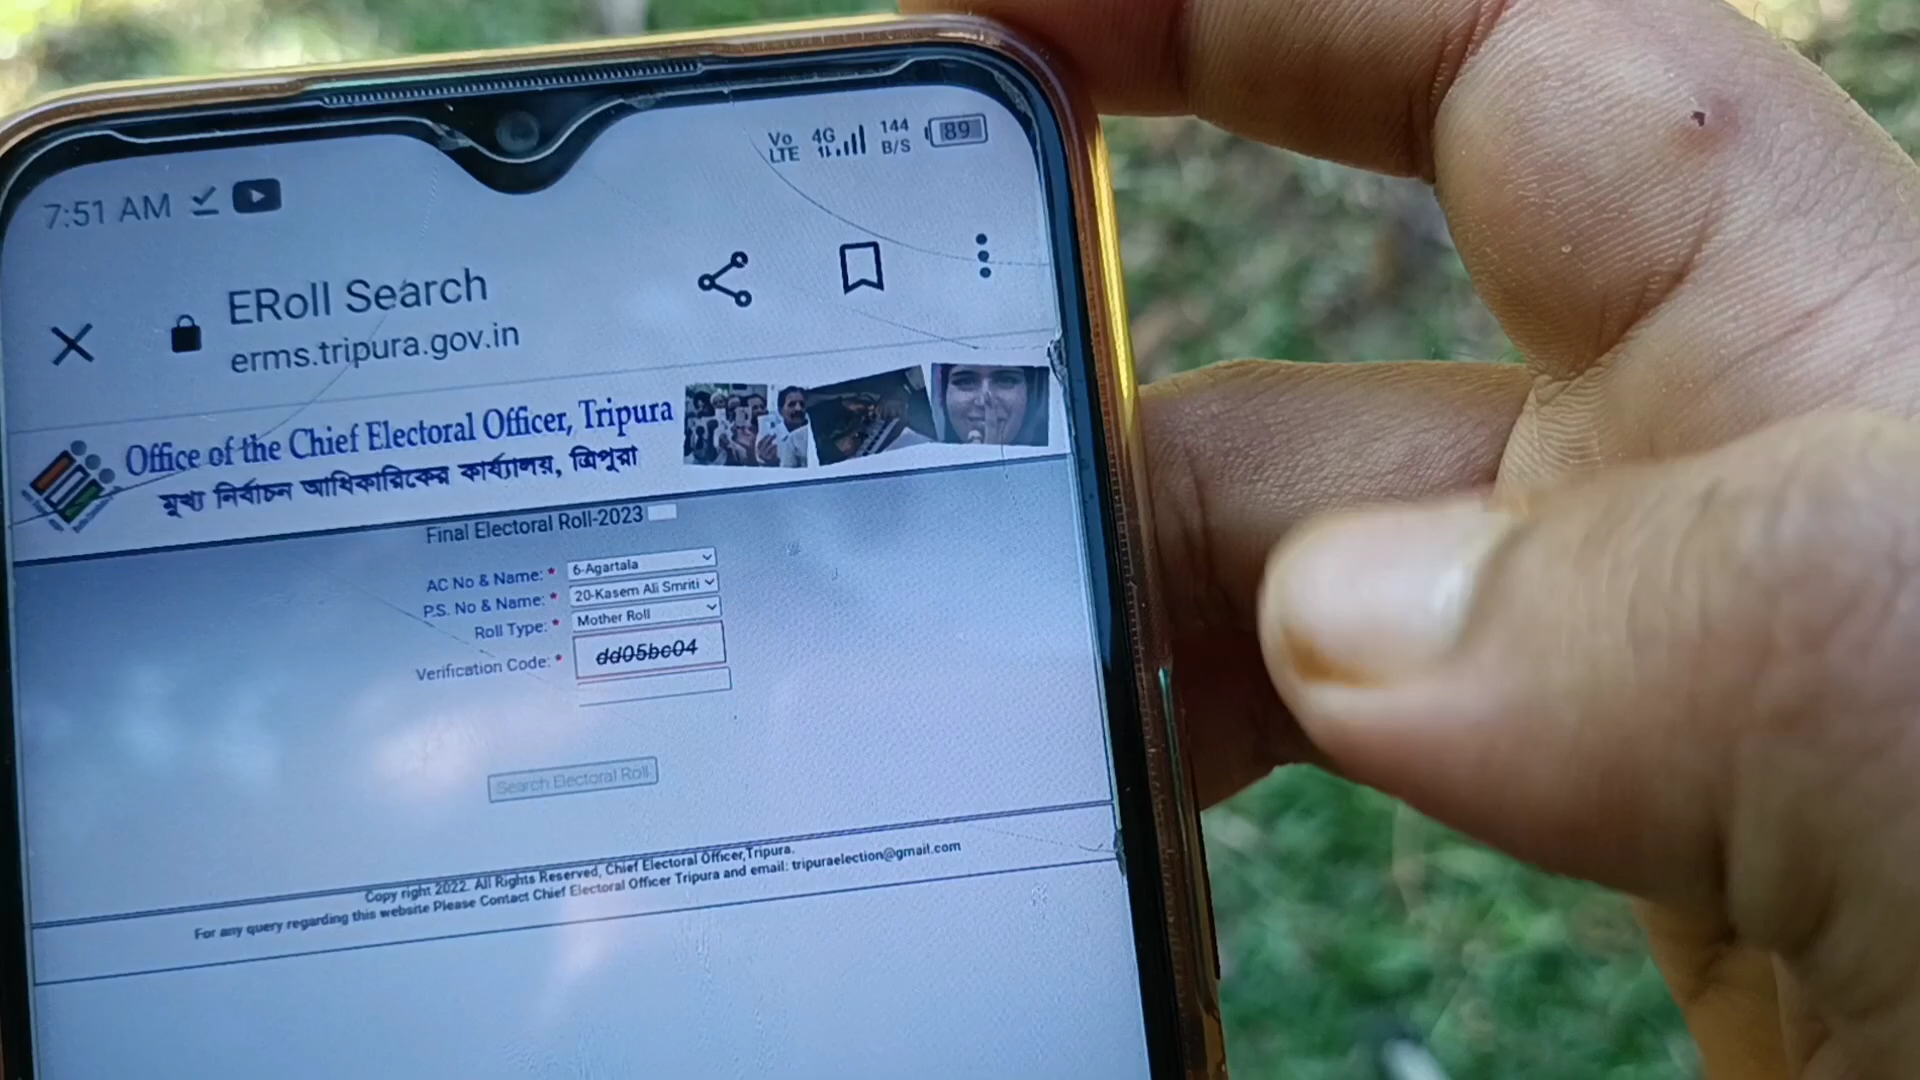 7:51 AM
Vo LTE 4G 144 B/S 89
ERoll Search
erms.tripura.gov.in
Office of the Chief Electoral Officer, Tripura
মুখ্য নির্বাচন আধিকারিকের কার্য্যালয়, ত্রিপুরা
Final Electoral Roll-2023
AC No & Name: * 6-Agartala
P.S. No & Name: * 20-Kasem Ali Smriti
Roll Type: * Mother Roll
Verification Code: * dd05bc04
Search Electoral Roll
Copy right 2022. All Rights Reserved, Chief Electoral Officer,Tripura.
For any query regarding this website Please Contact Chief Electoral Officer Tripura and email: tripuraelection@gmail.com